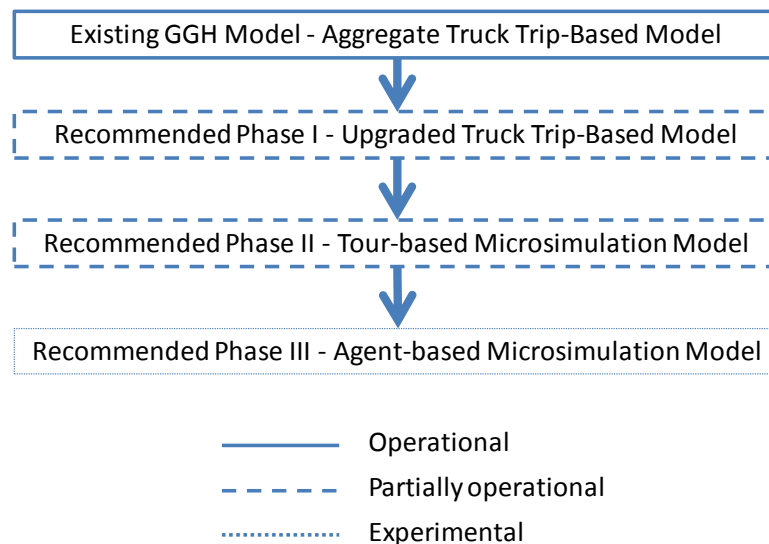 Existing GGH Model - Aggregate Truck Trip-Based Model
Recommended Phase I - Upgraded Truck Trip-Based Model
Recommended Phase II - Tour-based Microsimulation Model
Recommended Phase III - Agent-based Microsimulation Model
Operational
Partially operational
Experimental